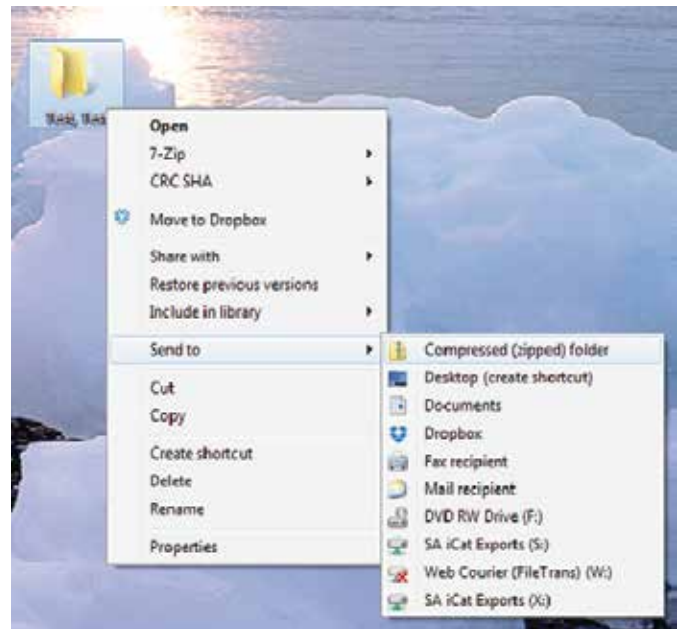 Open
7-Zip
CRC SHA
Move to Dropbox
Share with
Restore previous versions
Include in library
Send to
Cut
Copy
Create shortcut
Delete
Rename
Properties
Compressed (zipped) folder
Desktop (create shortcut)
Documents
Dropbox
Fax recipient
Mail recipient
DVD RW Drive (F:)
SA iCat Exports (S:)
Web Courier (FileTrans) (W:)
SA iCat Exports (X:)